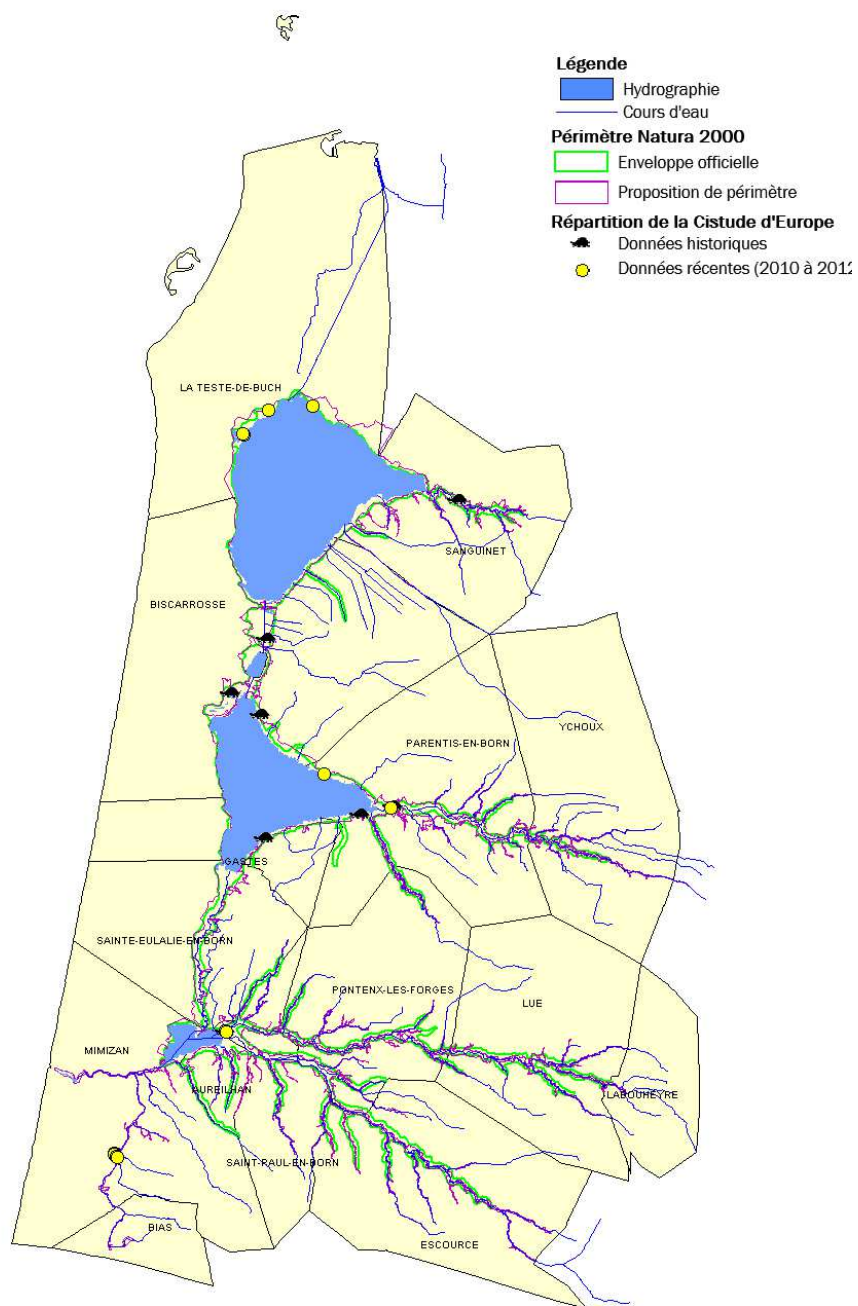 Légende
Hydrographie
Cours d'eau
Périmètre Natura 2000
Enveloppe officielle
Proposition de périmètre
Répartition de la Cistude d'Europe
Données historiques
Données récentes (2010 à 2012
LA TESTE-DE-BUCH
SANGUINET
BISCARROSSE
YCHOUX
PARENTIS-EN-BORN
GASTES
SAINTE-EULALIE-EN-BORN
PONTENX-LES-FORGES
LUE
MIMIZAN
AUREILHAN
LABOUHEYRE
SAINT-PAUL-EN-BORN
BIAS
ESCOURCE